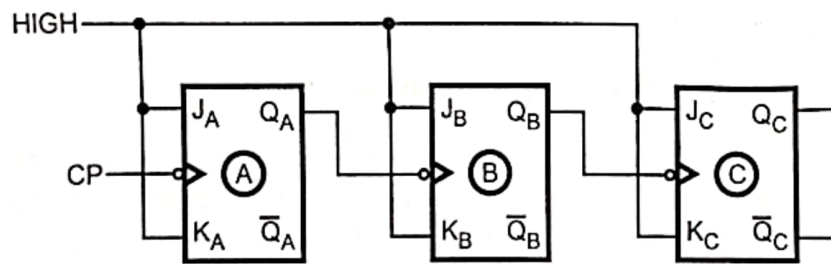 HIGH
J_A Q_A J_B Q_B J_C Q_C
CP A B C
K_A Q̅_A K_B Q̅_B K_C Q̅_C